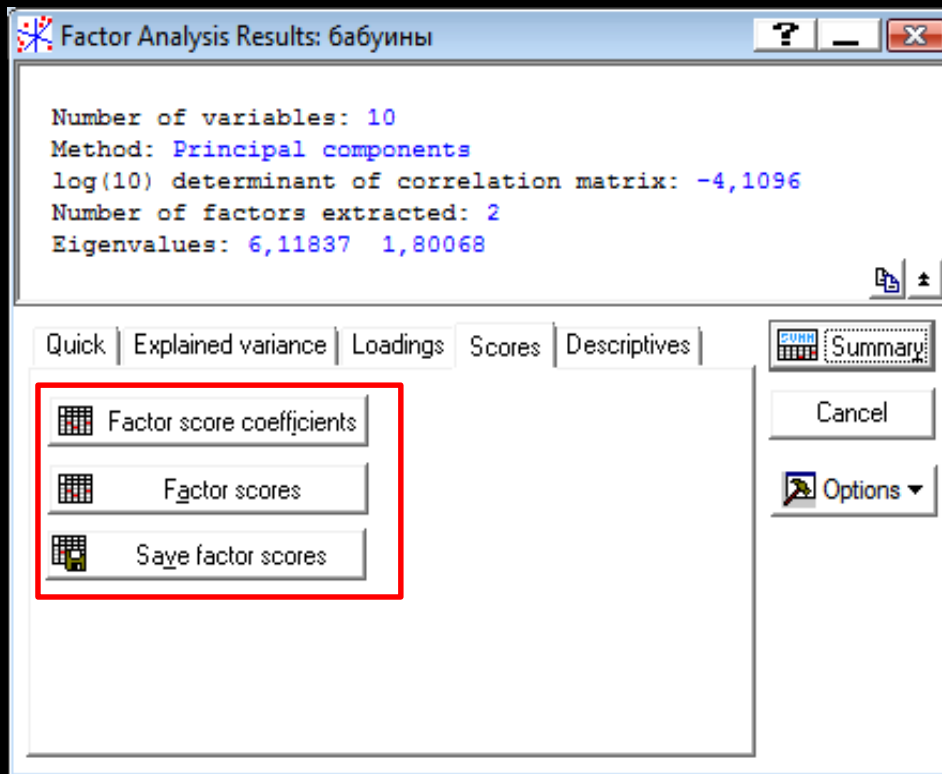 Factor Analysis Results: бабуины
?
Number of variables: 10
Method: Principal components
log(10) determinant of correlation matrix: -4,1096
Number of factors extracted: 2
Eigenvalues: 6,11837 1,80068
Quick Explained variance Loadings Scores Descriptives
SUMM Summary
Factor score coefficients
Cancel
Factor scores
Options
Save factor scores